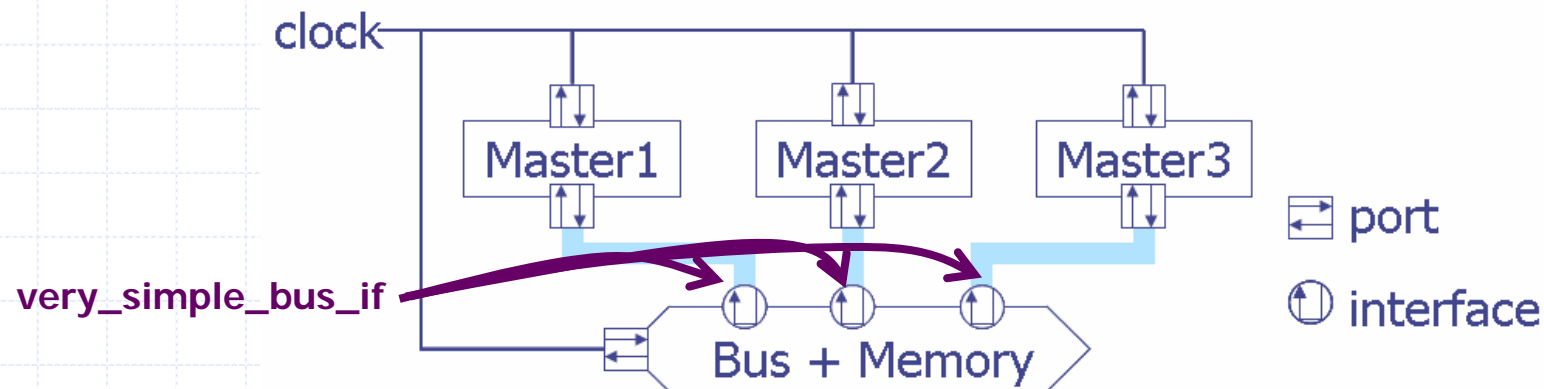 clock
Master1
Master2
Master3
port
very_simple_bus_if
interface
Bus + Memory